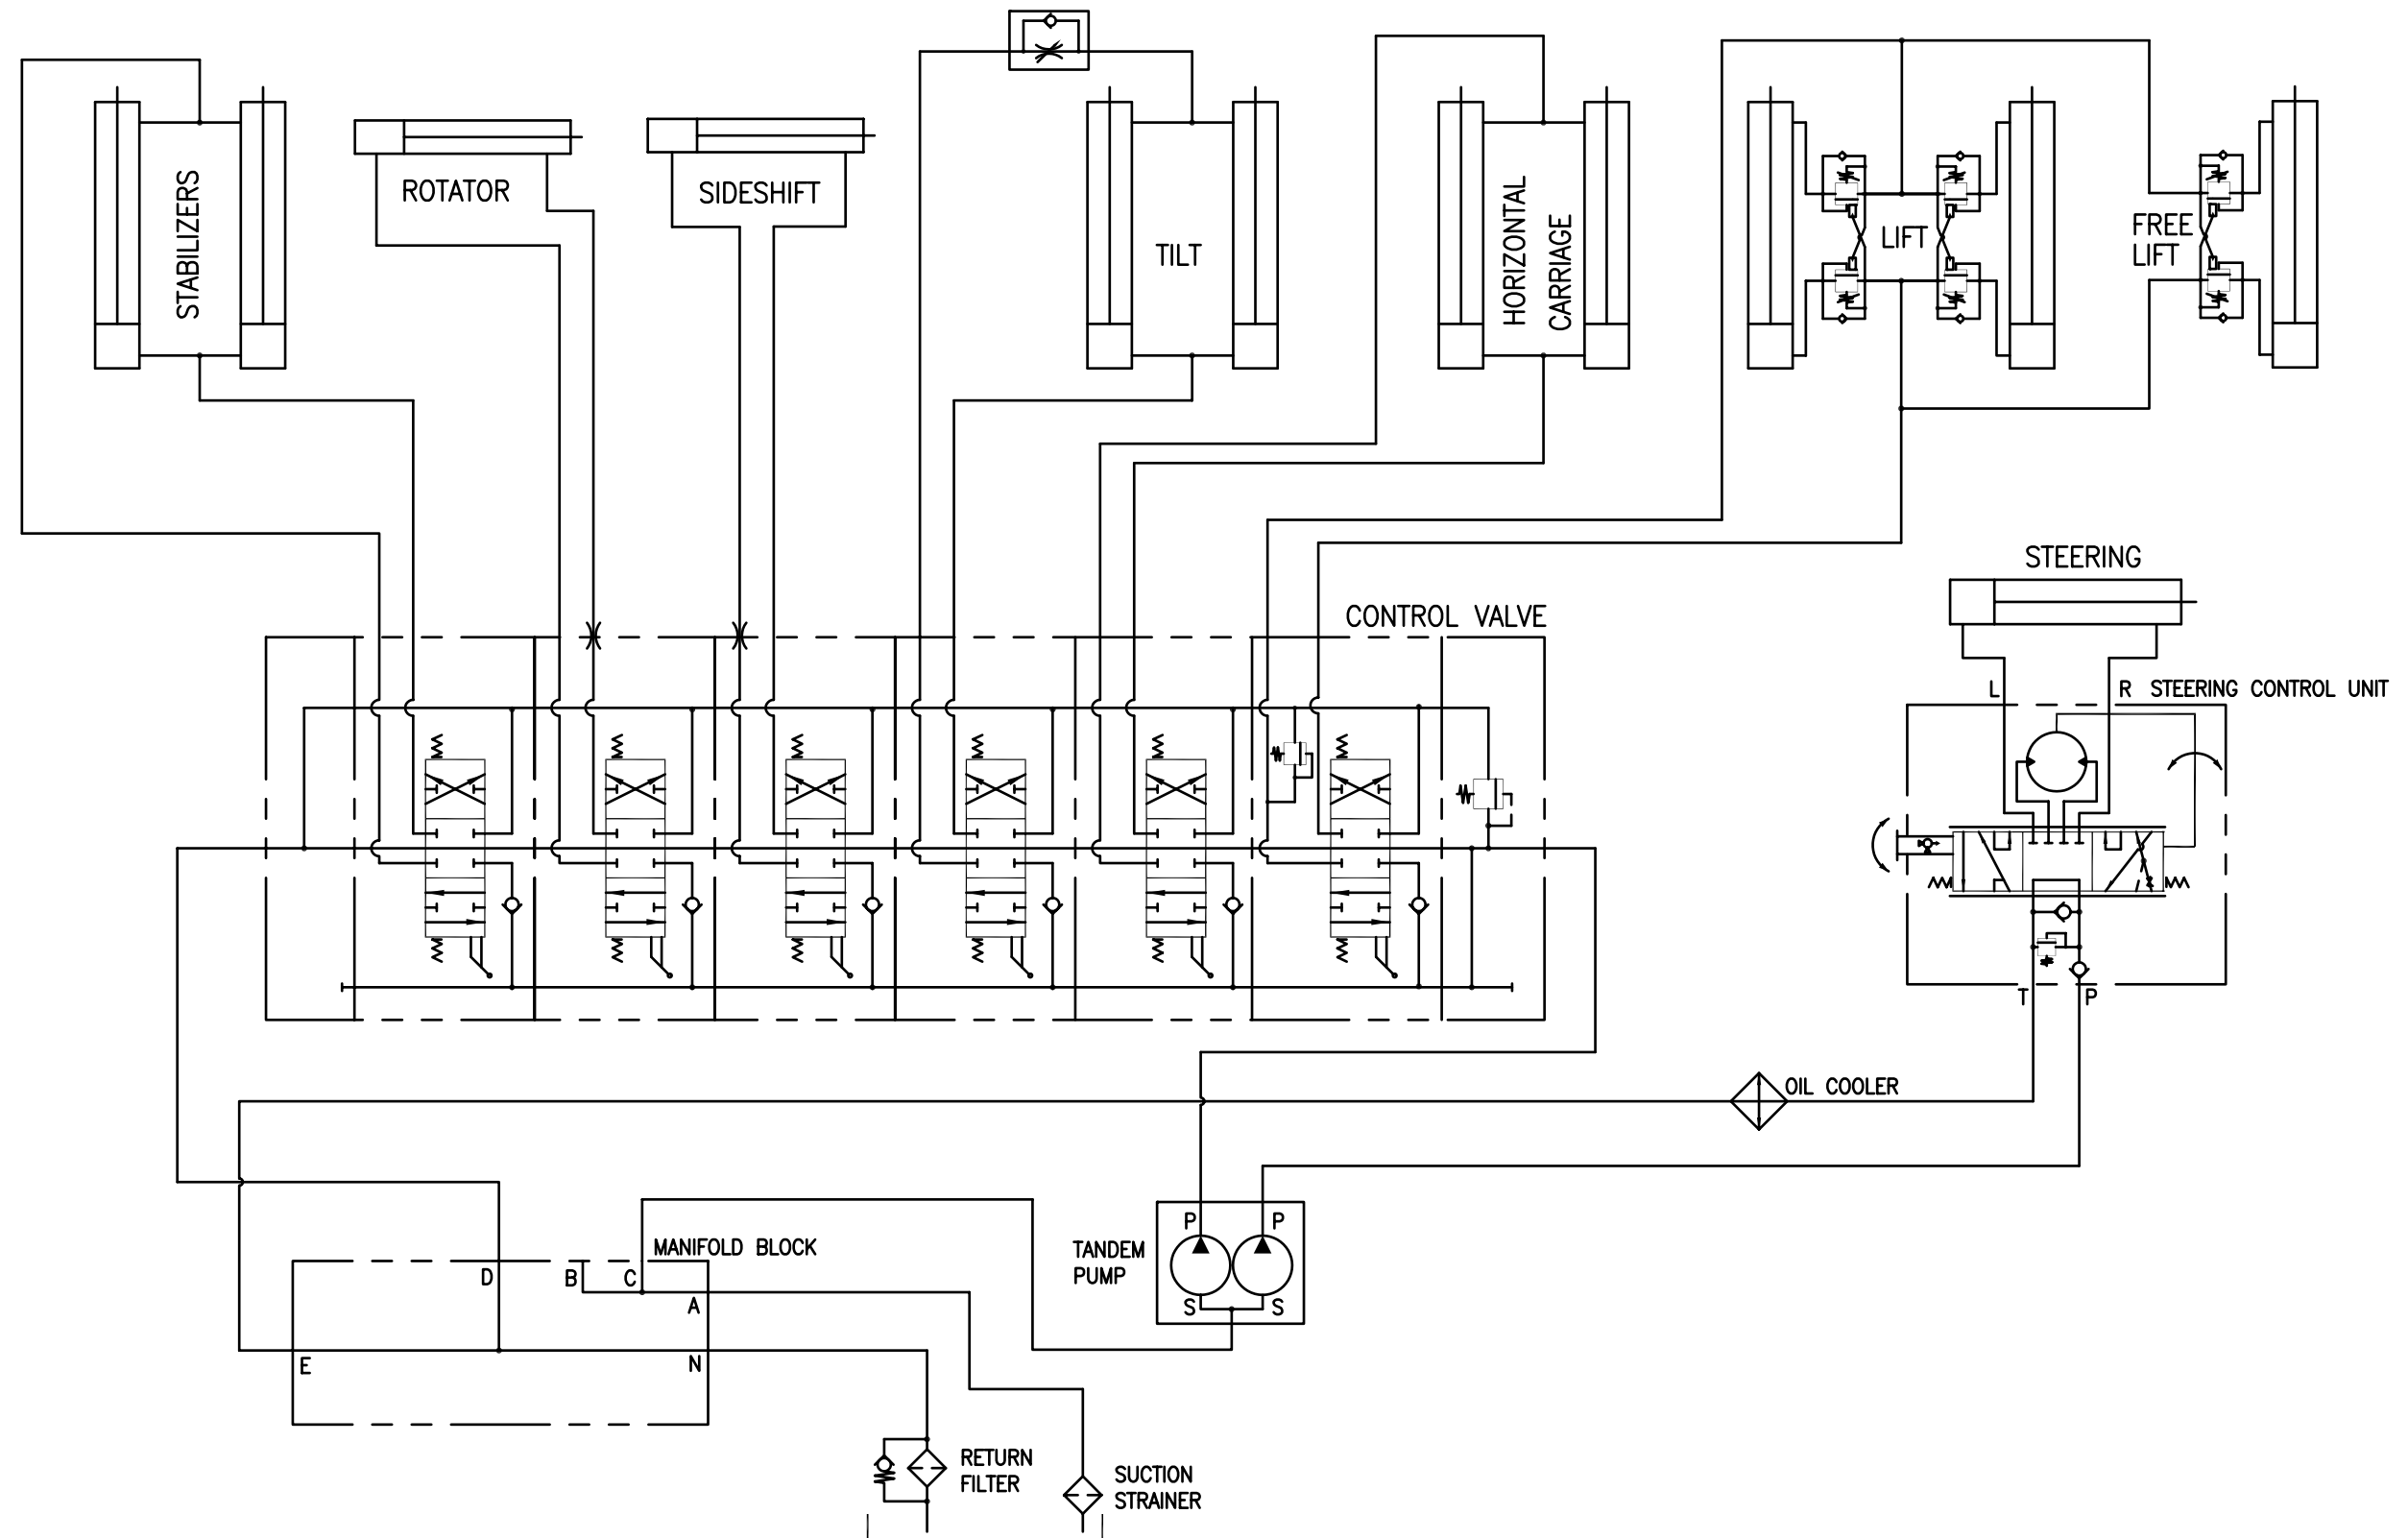 STABILIZERS
ROTATOR
SIDESHIFT
TILT
HORIZONTAL
CARRIAGE
LIFT
FREE
LIFT
STEERING
CONTROL VALVE
L
R
STEERING CONTROL UNIT
T
P
OIL COOLER
MANIFOLD BLOCK
D
B
C
A
E
N
TANDEM
PUMP
P
P
S
S
RETURN
FILTER
SUCTION
STRAINER